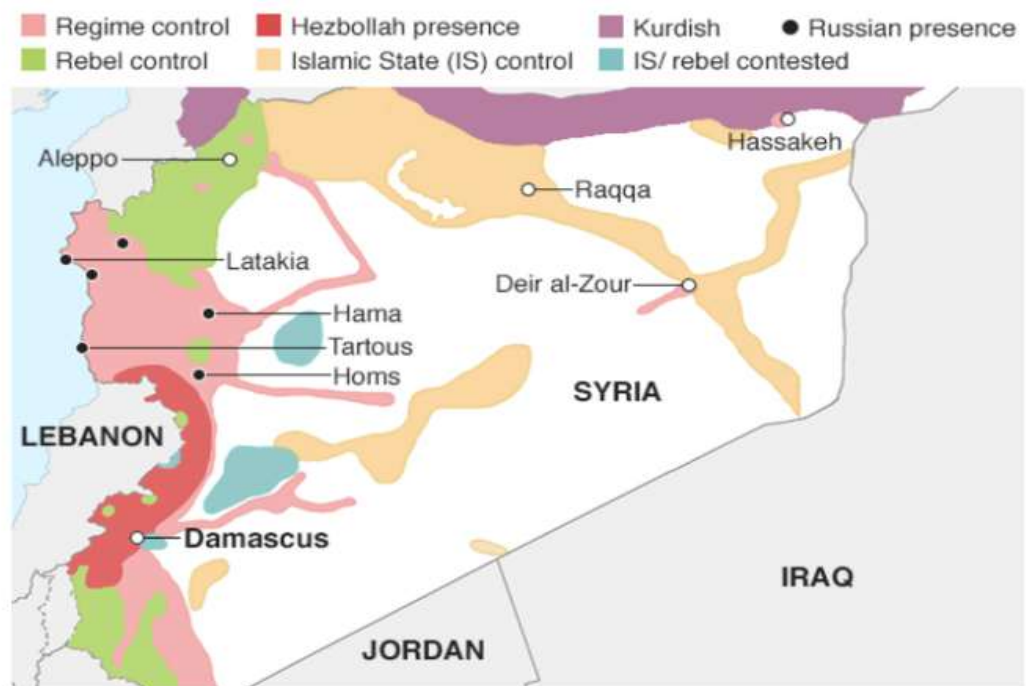 Regime control
Hezbollah presence
Kurdish
Russian presence
Rebel control
Islamic State (IS) control
IS/ rebel contested
Aleppo
Hassakeh
Raqqa
Latakia
Deir al-Zour
Hama
Tartous
Homs
SYRIA
LEBANON
Damascus
IRAQ
JORDAN